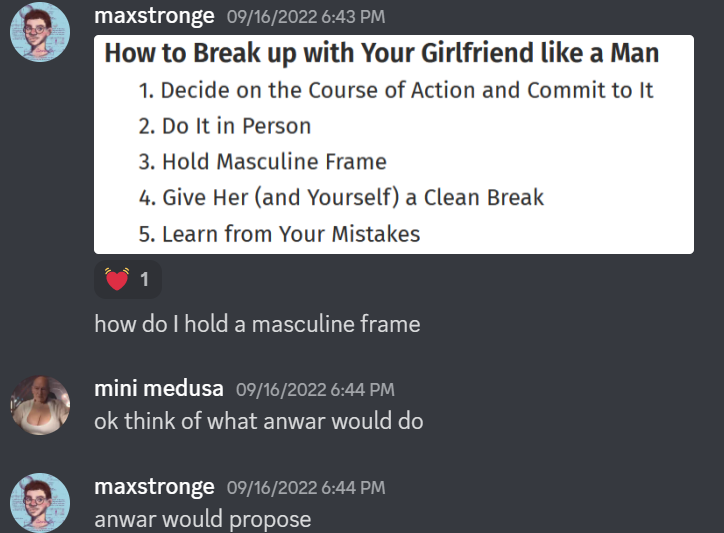 maxstronge 09/16/2022 6:43 PM
How to Break up with Your Girlfriend like a Man
1. Decide on the Course of Action and Commit to It
2. Do It in Person
3. Hold Masculine Frame
4. Give Her (and Yourself) a Clean Break
5. Learn from Your Mistakes
1
how do I hold a masculine frame
mini medusa 09/16/2022 6:44 PM
ok think of what anwar would do
maxstronge 09/16/2022 6:44 PM
anwar would propose